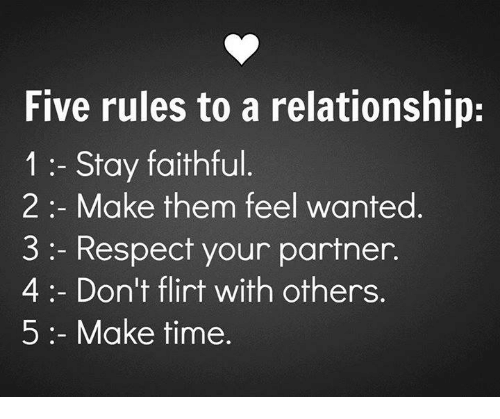 Five rules to a relationship:
1 :- Stay faithful.
2 :- Make them feel wanted.
3 :- Respect your partner.
4 :- Don't flirt with others.
5 :- Make time.